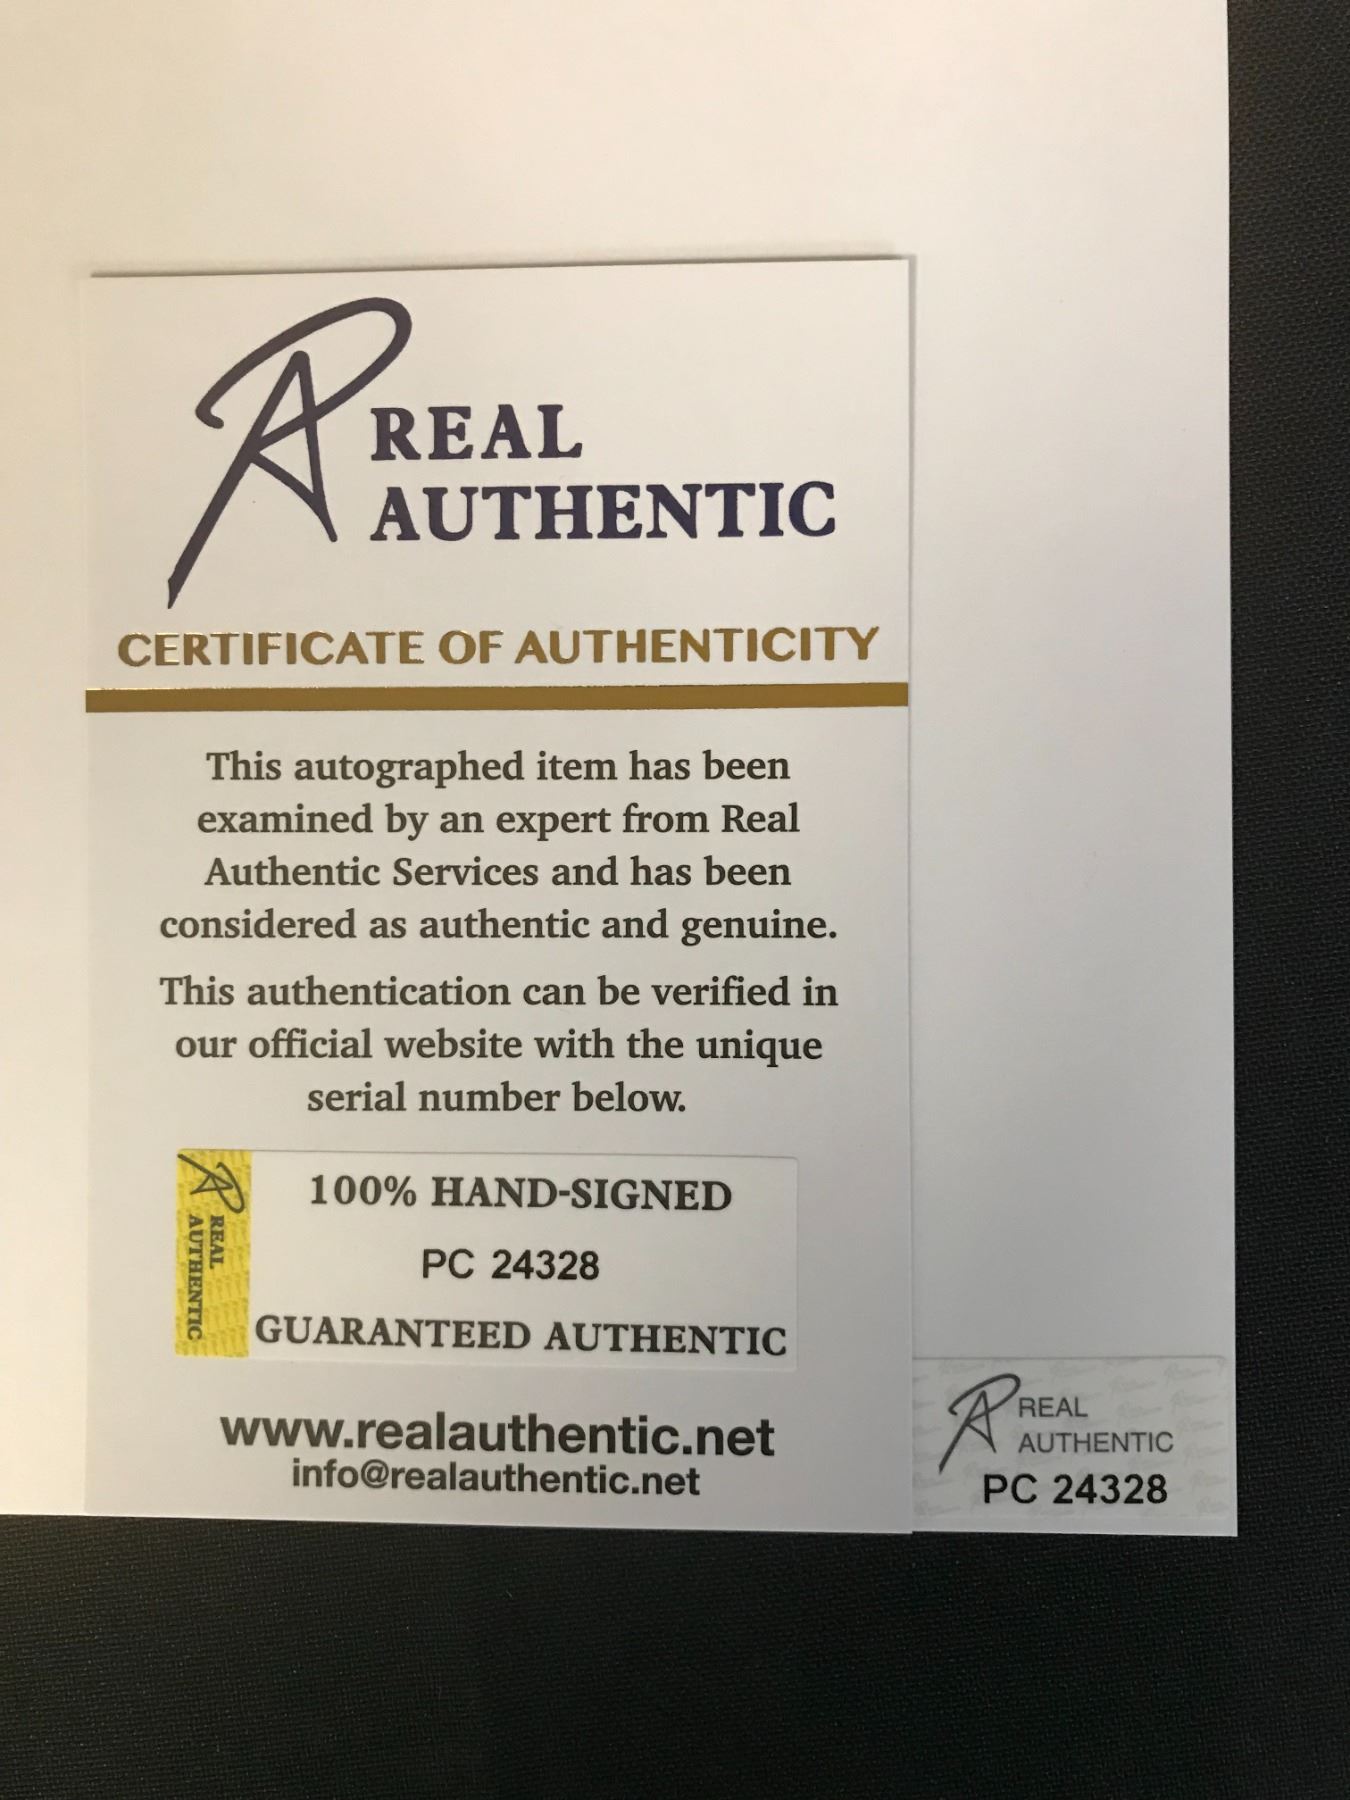 REAL
AUTHENTIC
CERTIFICATE OF AUTHENTICITY
This autographed item has been
examined by an expert from Real
Authentic Services and has been
considered as authentic and genuine.
This authentication can be verified in
our official website with the unique
serial number below.
REAL
AUTHENTIC
100% HAND-SIGNED
PC 24328
GUARANTEED AUTHENTIC
www.realauthentic.net
info@realauthentic.net
REAL
AUTHENTIC
PC 24328